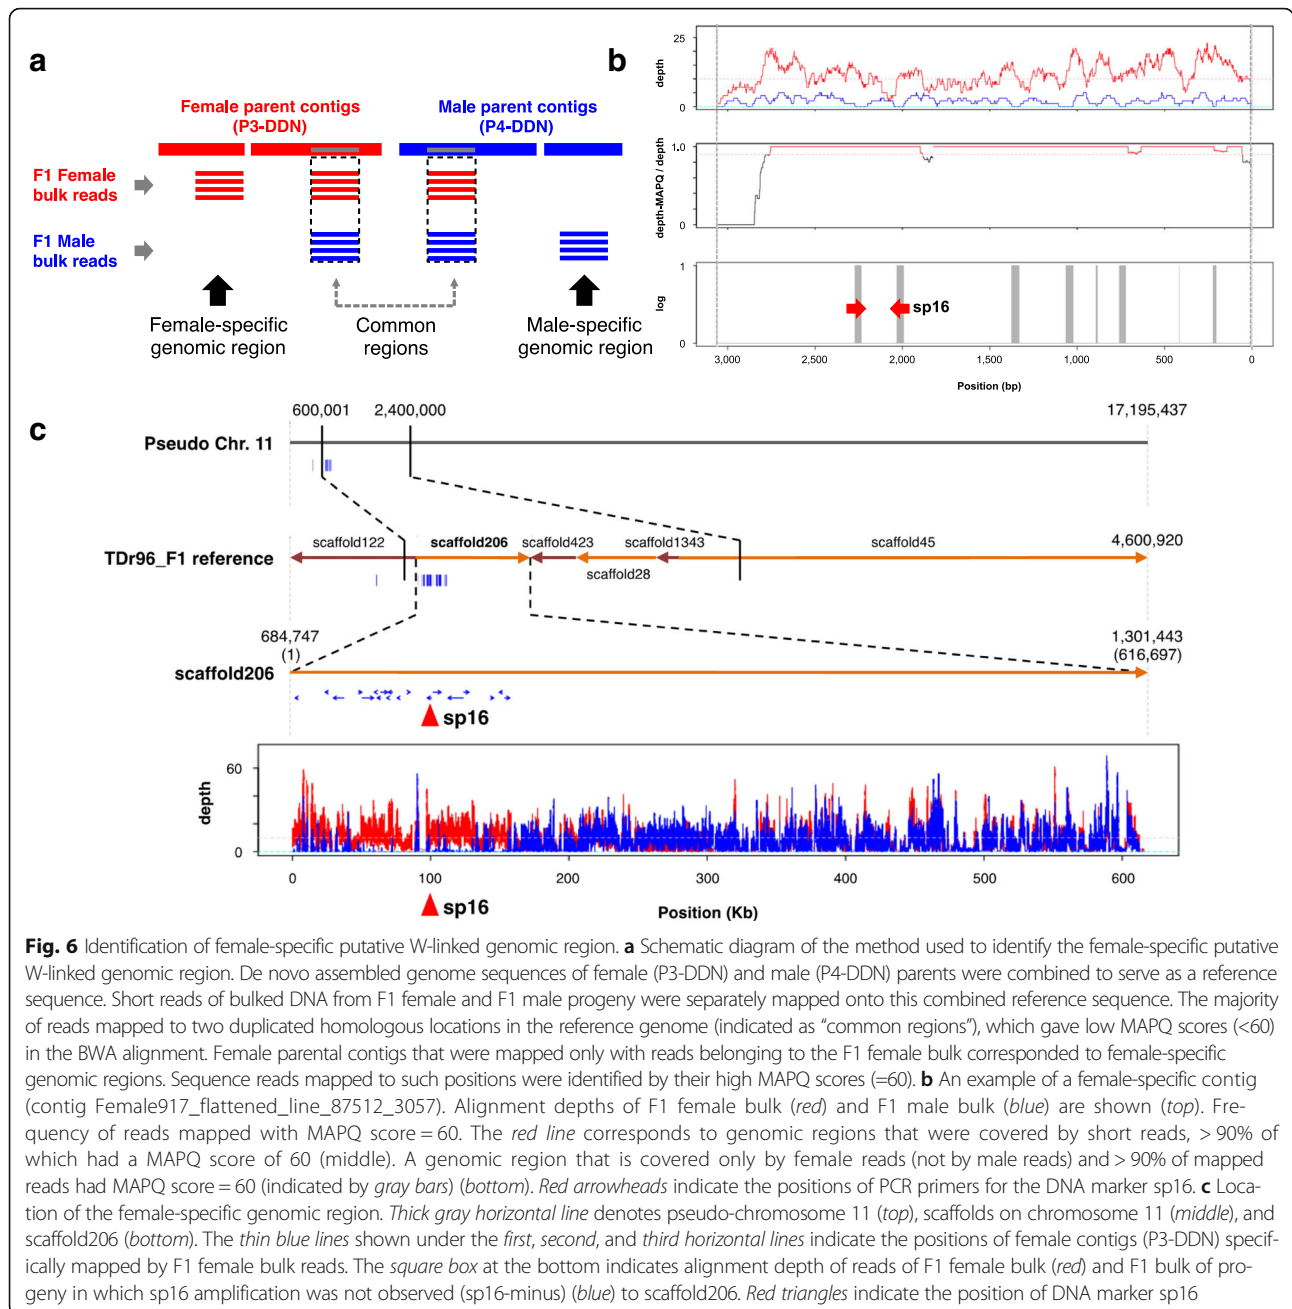 a
Female parent contigs
(P3-DDN)
Male parent contigs
(P4-DDN)
F1 Female
bulk reads
F1 Male
bulk reads
Female-specific
genomic region
Common
regions
Male-specific
genomic region
b
25
0
depth
1.0
0
depth-MAPQ / depth
1
0
log
sp16
3,000 2,500 2,000 1,500 1,000 500 0
Position (bp)
c
600,001 2,400,000 17,195,437
Pseudo Chr. 11
scaffold122 scaffold206 scaffold423 scaffold1343 scaffold45 4,600,920
TDr96_F1 reference
scaffold28
684,747
(1)
1,301,443
(616,697)
scaffold206
sp16
60
0
depth
0 100 200 300 400 500 600
sp16
Position (Kb)
Fig. 6 Identification of female-specific putative W-linked genomic region. a Schematic diagram of the method used to identify the female-specific putative
W-linked genomic region. De novo assembled genome sequences of female (P3-DDN) and male (P4-DDN) parents were combined to serve as a reference
sequence. Short reads of bulked DNA from F1 female and F1 male progeny were separately mapped onto this combined reference sequence. The majority
of reads mapped to two duplicated homologous locations in the reference genome (indicated as “common regions”), which gave low MAPQ scores (<60)
in the BWA alignment. Female parental contigs that were mapped only with reads belonging to the F1 female bulk corresponded to female-specific
genomic regions. Sequence reads mapped to such positions were identified by their high MAPQ scores (=60). b An example of a female-specific contig
(contig Female917_flattened_line_87512_3057). Alignment depths of F1 female bulk (red) and F1 male bulk (blue) are shown (top). Fre-
quency of reads mapped with MAPQ score = 60. The red line corresponds to genomic regions that were covered by short reads, > 90% of
which had a MAPQ score of 60 (middle). A genomic region that is covered only by female reads (not by male reads) and > 90% of mapped
reads had MAPQ score = 60 (indicated by gray bars) (bottom). Red arrowheads indicate the positions of PCR primers for the DNA marker sp16. c Loca-
tion of the female-specific genomic region. Thick gray horizontal line denotes pseudo-chromosome 11 (top), scaffolds on chromosome 11 (middle), and
scaffold206 (bottom). The thin blue lines shown under the first, second, and third horizontal lines indicate the positions of female contigs (P3-DDN) specif-
ically mapped by F1 female bulk reads. The square box at the bottom indicates alignment depth of reads of F1 female bulk (red) and F1 bulk of pro-
geny in which sp16 amplification was not observed (sp16-minus) (blue) to scaffold206. Red triangles indicate the position of DNA marker sp16